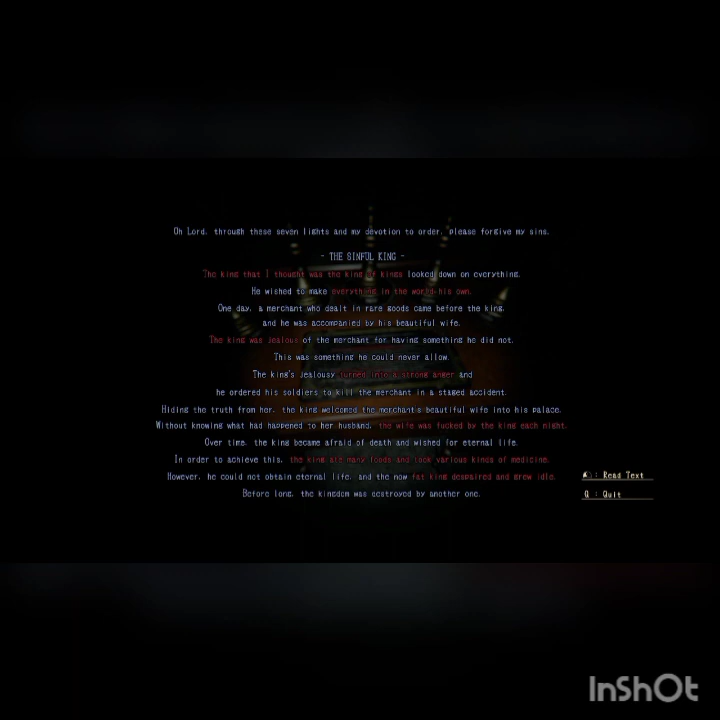 Oh Lord, through these seven lights and my devotion to order, please forgive my sins.
- THE SINFUL KING -
The king that I thought was the king of kings looked down on everything.
He wished to make everything in the world his own.
One day, a merchant who dealt in rare goods came before the king,
and he was accompanied by his beautiful wife.
The king was jealous of the merchant for having something he did not.
This was something he could never allow.
The king's jealousy turned into a strong anger and
he ordered his soldiers to kill the merchant in a staged accident.
Hiding the truth from her, the king welcomed the merchant's beautiful wife into his palace.
Without knowing what had happened to her husband, the wife was fucked by the king each night.
Over time, the king became afraid of death and wished for eternal life.
In order to achieve this, the king ate many foods and took various kinds of medicine.
However, he could not obtain eternal life, and the now fat king despaired and grew idle.
Before long, the kingdom was destroyed by another one.
: Read Text
Q : Quit
InShOt